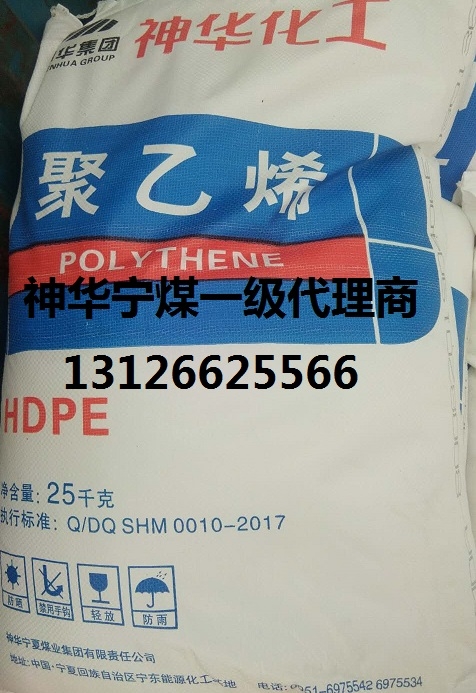 华集团
NHUA GROUP
神华化工
聚乙烯
POLYTHENE
神华宁煤一级代理商
13126625566
HDPE
净含量: 25千克
执行标准: Q/DQ SHM 0010-2017
防晒
禁用手钩
轻放
防雨
神华宁夏煤业集团有限责任公司
地址: 中国·宁夏回族自治区宁东能源化工基地 电话: 0951-6975542 6975534